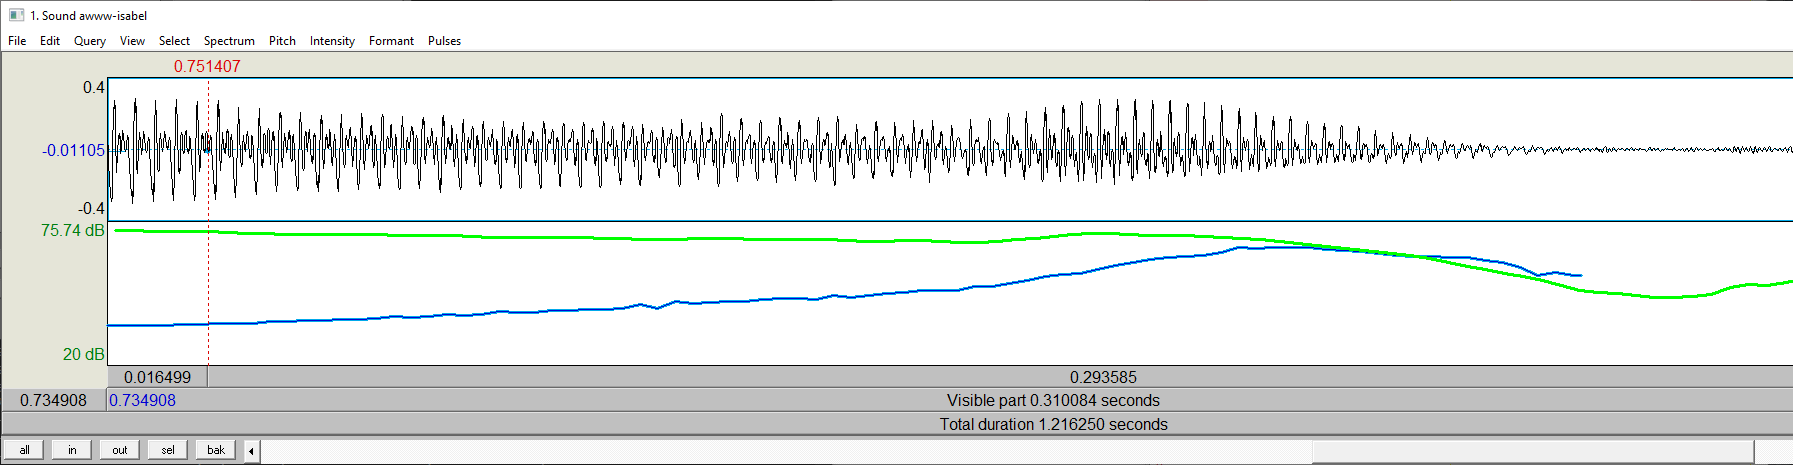 1. Sound awww-isabel
File Edit Query View Select Spectrum Pitch Intensity Formant Pulses
0.751407
0.4
-0.01105
-0.4
75.74 dB
20 dB
0.016499 0.293585
0.734908 0.734908 Visible part 0.310084 seconds
Total duration 1.216250 seconds
all in out sel bak